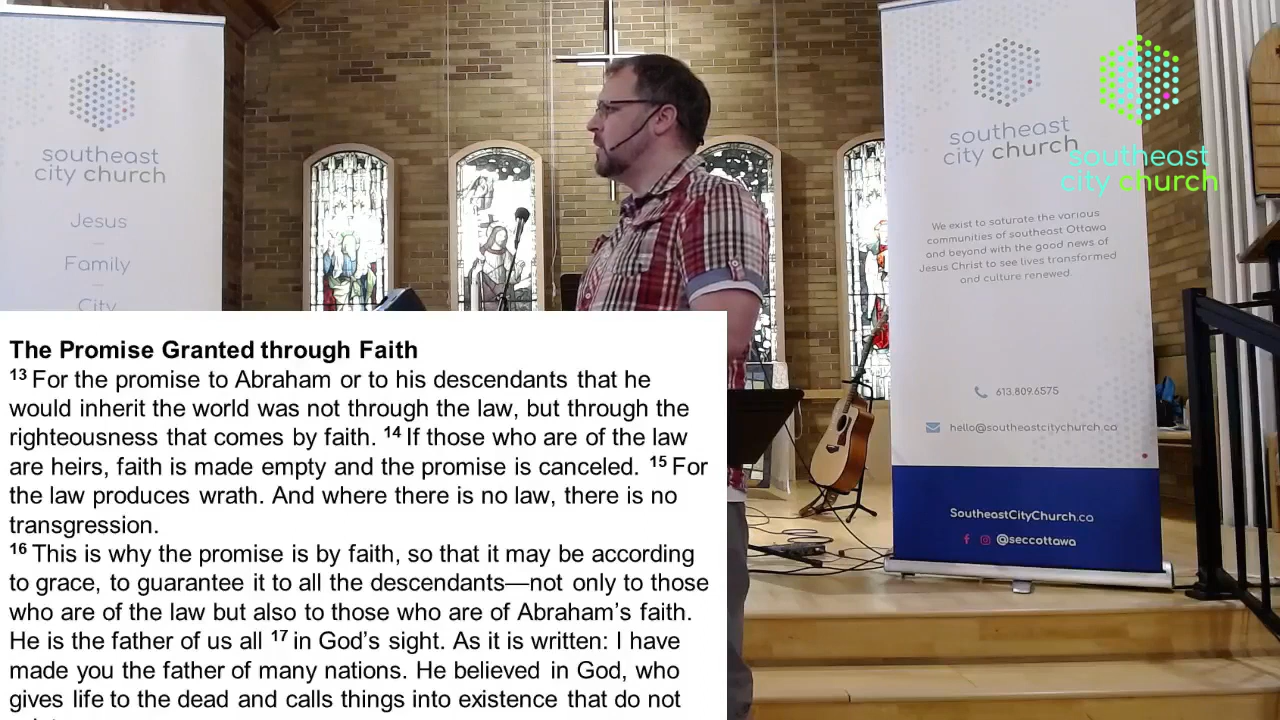 southeast
city church
Jesus
Family
City
southeast
city church
We exist to saturate the various
communities of southeast Ottawa
and beyond with the good news of
Jesus Christ to see lives transformed
and culture renewed.
613.809.6575
hello@southeastcitychurch.ca
SoutheastCityChurch.ca
@seccottawa
southeast
city church
The Promise Granted through Faith
13 For the promise to Abraham or to his descendants that he
would inherit the world was not through the law, but through the
righteousness that comes by faith. 14 If those who are of the law
are heirs, faith is made empty and the promise is canceled. 15 For
the law produces wrath. And where there is no law, there is no
transgression.
16 This is why the promise is by faith, so that it may be according
to grace, to guarantee it to all the descendants—not only to those
who are of the law but also to those who are of Abraham’s faith.
He is the father of us all 17 in God’s sight. As it is written: I have
made you the father of many nations. He believed in God, who
gives life to the dead and calls things into existence that do not